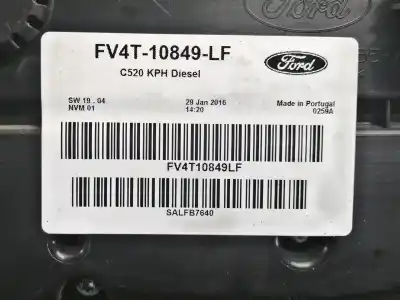 FV4T-10849-LF
Ford
C520 KPH Diesel
SW 19 . 04
29 Jan 2016
Made in Portugal
NVM 01
14:20
0259A
FV4T10849LF
SALFB7640